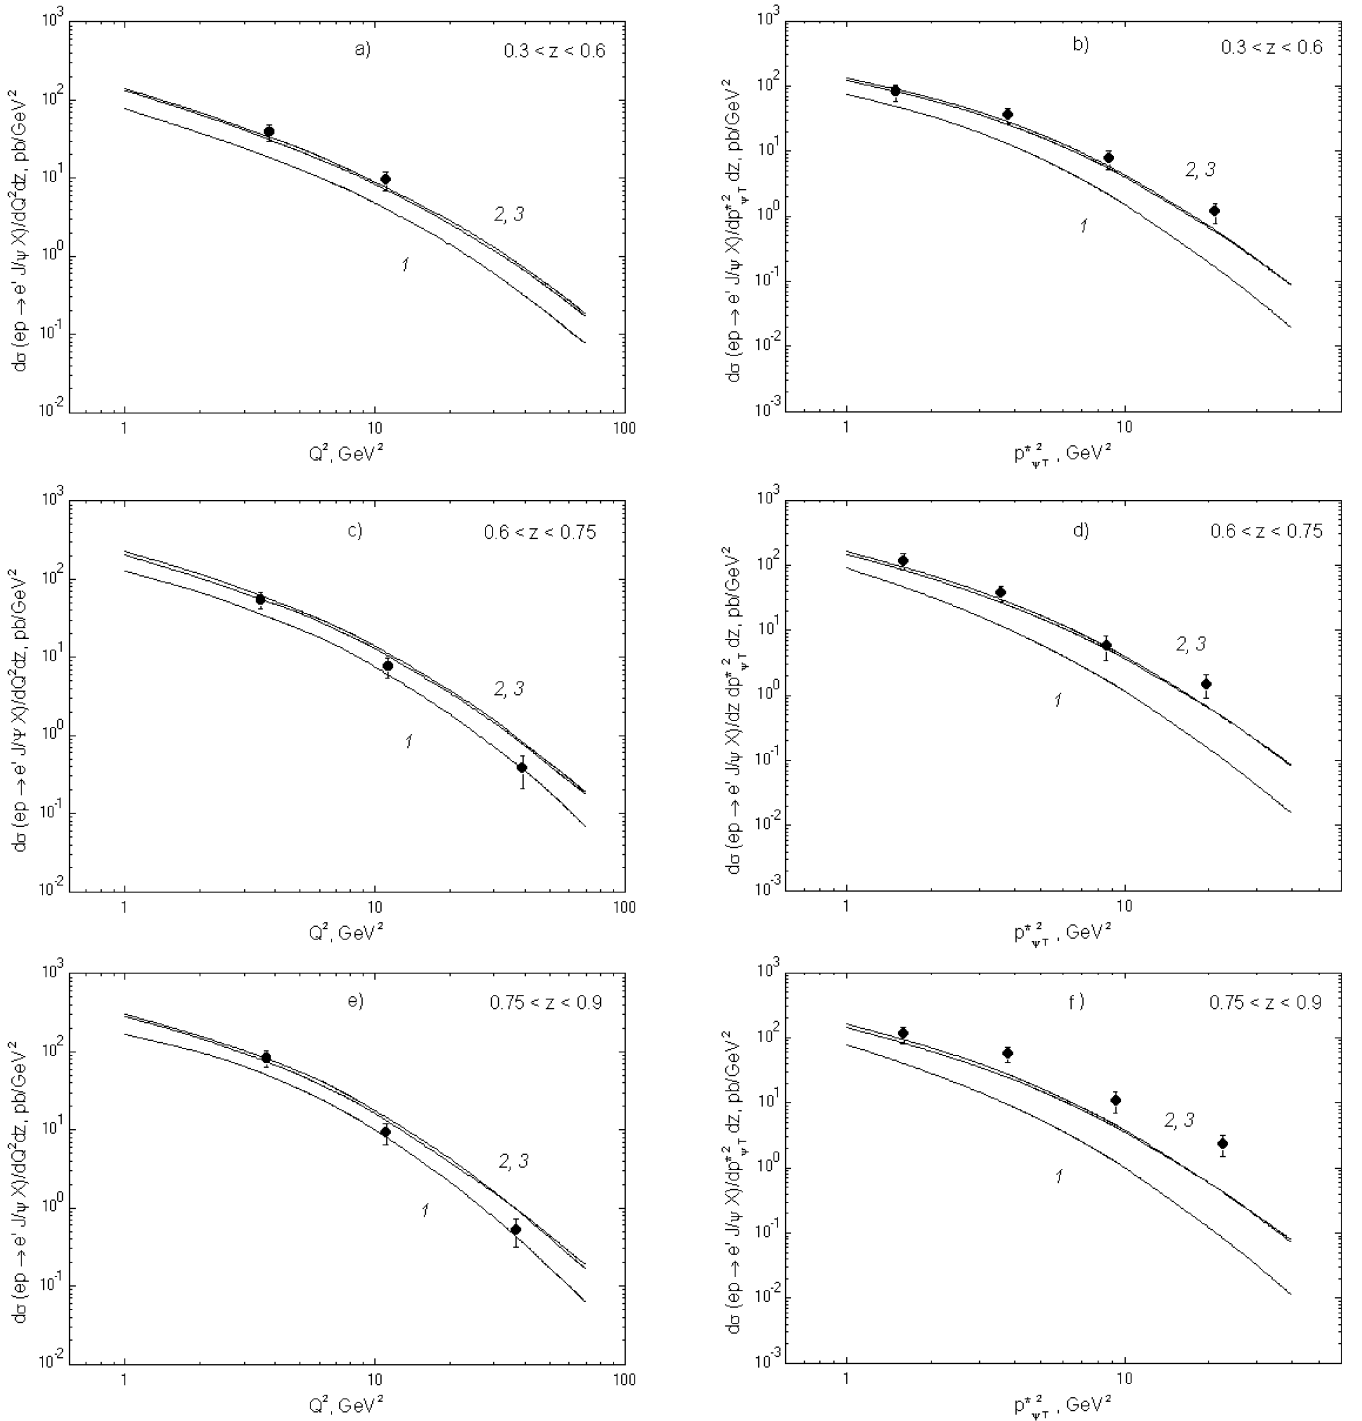 a)
0.3 < z < 0.6
10³
10²
10¹
10⁰
10⁻¹
10⁻²
dσ (ep → e' J/ψ X)/dQ²dz, pb/GeV²
2, 3
1
1
10
100
Q², GeV²
b)
0.3 < z < 0.6
10³
10²
10¹
10⁰
10⁻¹
10⁻²
10⁻³
dσ (ep → e' J/ψ X)/dp*²ψT dz, pb/GeV²
2, 3
1
1
10
p*²ψT , GeV²
c)
0.6 < z < 0.75
10³
10²
10¹
10⁰
10⁻¹
10⁻²
dσ (ep → e' J/Ψ X)/dQ²dz, pb/GeV²
2, 3
1
1
10
100
Q², GeV²
d)
0.6 < z < 0.75
10³
10²
10¹
10⁰
10⁻¹
10⁻²
10⁻³
dσ (ep → e' J/ψ X)/dz dp*²ψT dz, pb/GeV²
2, 3
1
1
10
p*²ψT , GeV²
e)
0.75 < z < 0.9
10³
10²
10¹
10⁰
10⁻¹
10⁻²
dσ (ep → e' J/ψ X)/dQ²dz, pb/GeV²
2, 3
1
1
10
100
Q², GeV²
f)
0.75 < z < 0.9
10³
10²
10¹
10⁰
10⁻¹
10⁻²
10⁻³
dσ (ep → e' J/ψ X)/dp*²ψT dz, pb/GeV²
2, 3
1
1
10
p*²ψT , GeV²